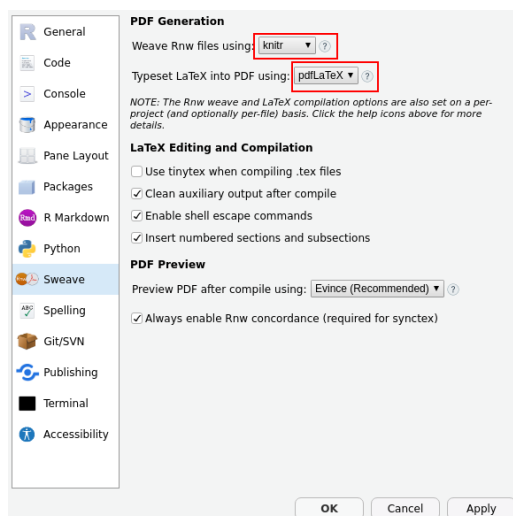 General
Code
Console
Appearance
Pane Layout
Packages
R Markdown
Python
Sweave
Spelling
Git/SVN
Publishing
Terminal
Accessibility
PDF Generation
Weave Rnw files using: knitr
Typeset LaTeX into PDF using: pdfLaTeX
NOTE: The Rnw weave and LaTeX compilation options are also set on a per-
project (and optionally per-file) basis. Click the help icons above for more
details.
LaTeX Editing and Compilation
Use tinytex when compiling .tex files
Clean auxiliary output after compile
Enable shell escape commands
Insert numbered sections and subsections
PDF Preview
Preview PDF after compile using: Evince (Recommended)
Always enable Rnw concordance (required for synctex)
OK
Cancel
Apply